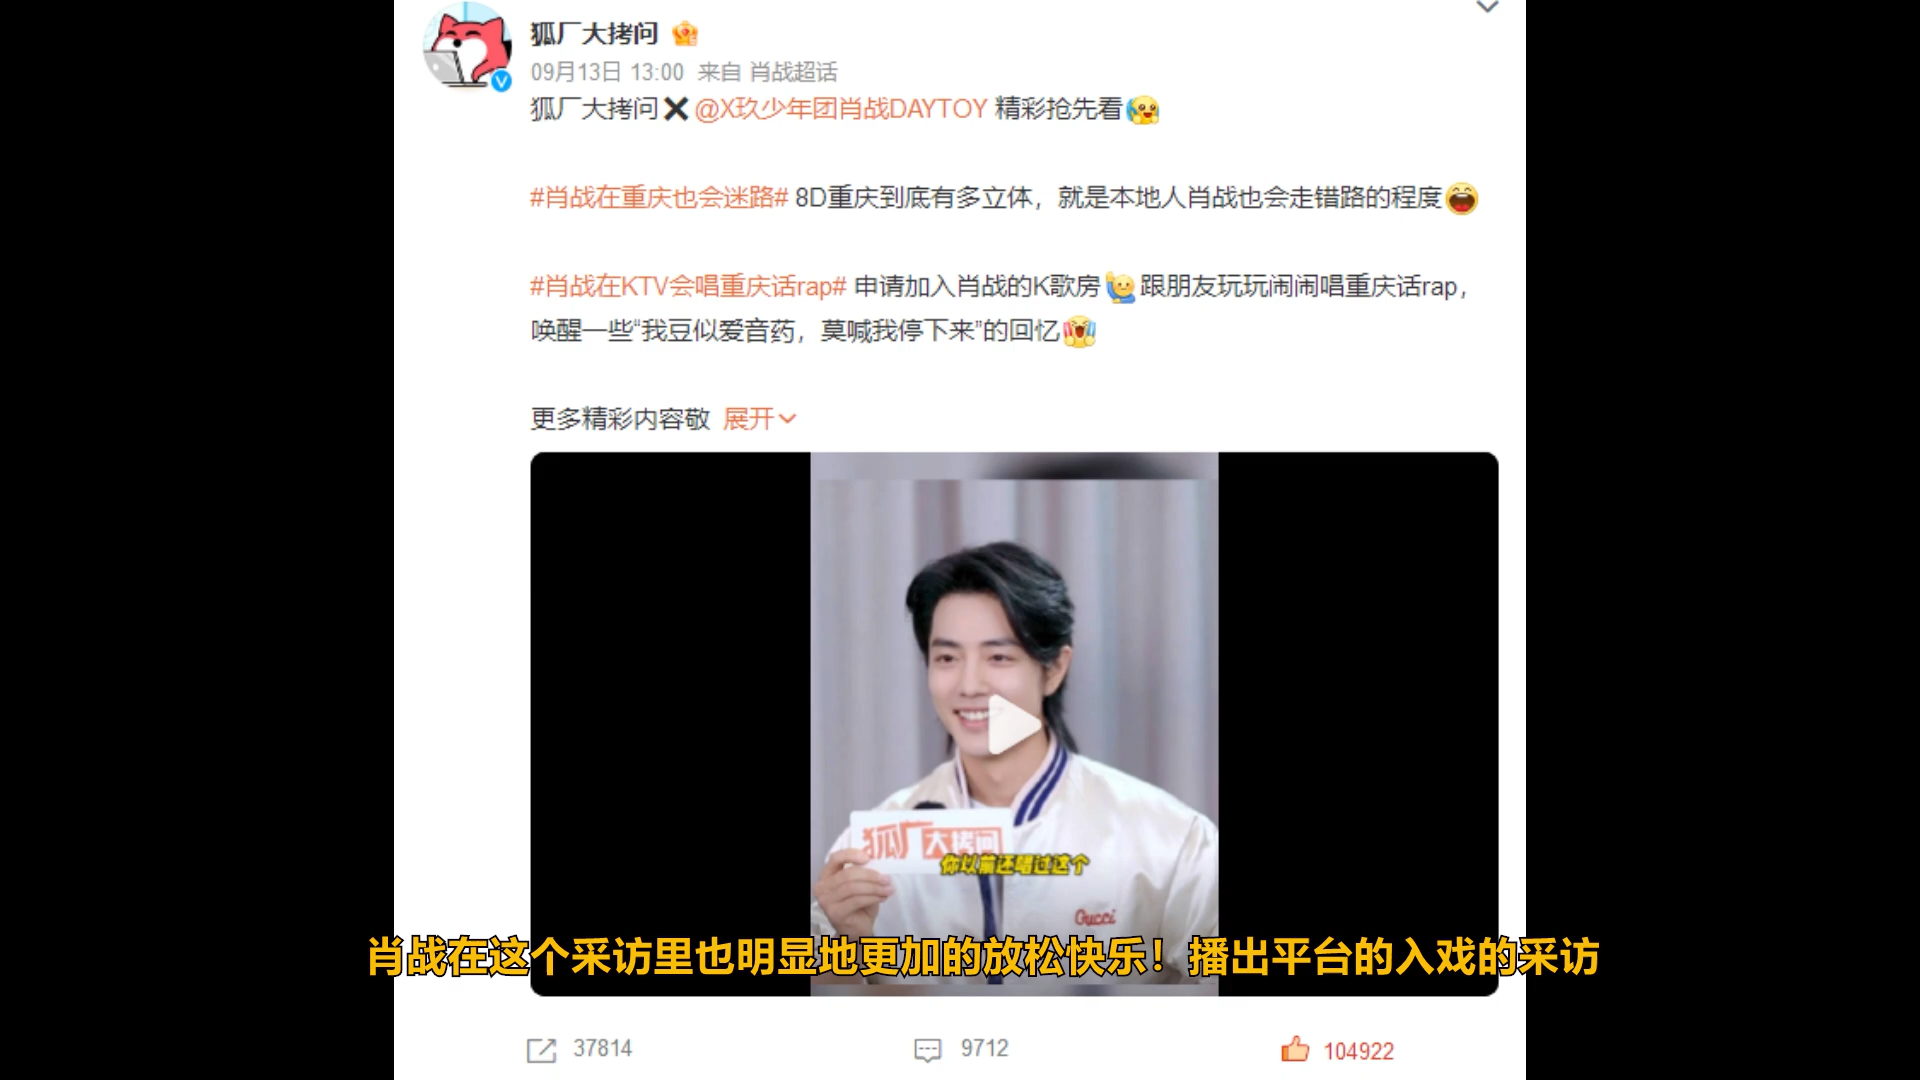 狐厂大拷问
09月13日 13:00 来自 肖战超话
狐厂大拷问✖@X玖少年团肖战DAYTOY 精彩抢先看
#肖战在重庆也会迷路# 8D重庆到底有多立体，就是本地人肖战也会走错路的程度
#肖战在KTV会唱重庆话rap# 申请加入肖战的K歌房 跟朋友玩玩闹闹唱重庆话rap，
唤醒一些“我豆似爱音药，莫喊我停下来”的回忆
更多精彩内容敬 展开
狐厂大拷问
你以前还唱过这个
Gucci
肖战在这个采访里也明显地更加的放松快乐！播出平台的入戏的采访
37814
9712
104922